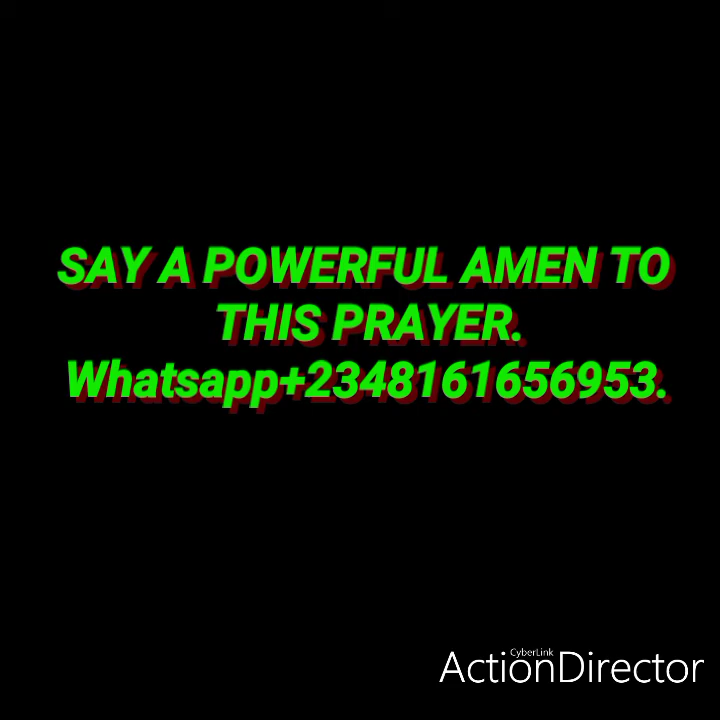 SAY A POWERFUL AMEN TO
THIS PRAYER.
Whatsapp+2348161656953.
CyberLink
ActionDirector